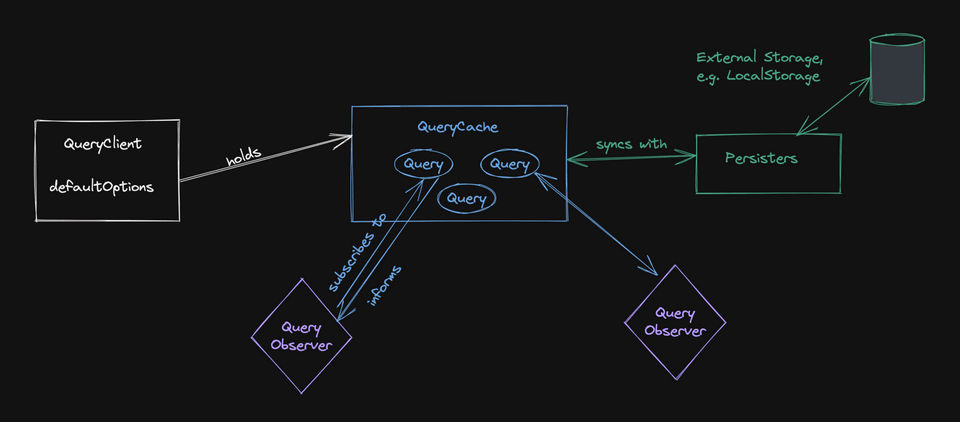 External Storage,
e.g. LocalStorage
QueryClient
defaultOptions
holds
QueryCache
Query
Query
Query
syncs with
Persisters
subscribes to
informs
Query
Observer
Query
Observer